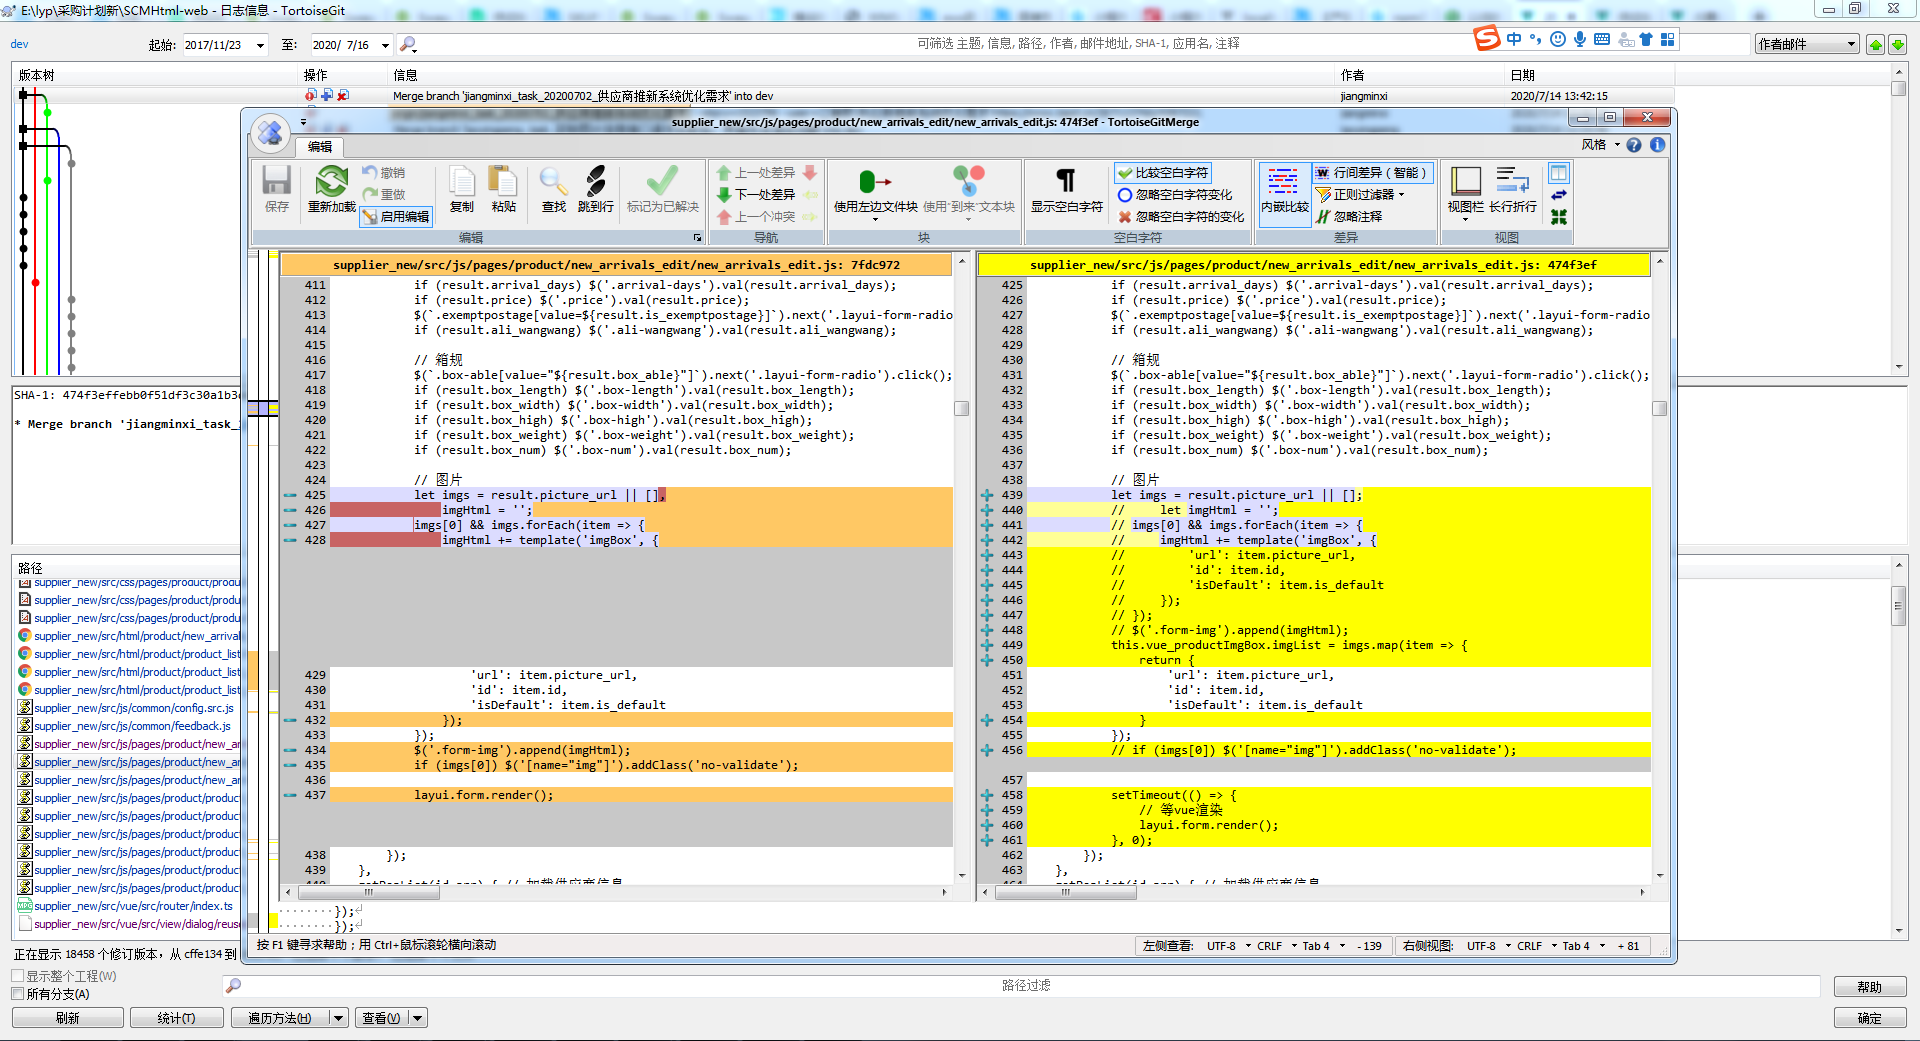 E:\lyp\采购计划新\SCMHtml-web - 日志信息 - TortoiseGit
dev
起始: 2017/11/23
至: 2020/ 7/16
可筛选 主题, 信息, 路径, 作者, 邮件地址, SHA-1, 应用名, 注释
中
作者邮件
版本树
操作
信息
作者
日期
Merge branch 'jiangminxi_task_20200702_供应商推新系统优化需求' into dev
jiangminxi
2020/7/14 13:42:15
supplier_new/src/js/pages/product/new_arrivals_edit/new_arrivals_edit.js: 474f3ef - TortoiseGitMerge
编辑
风格
保存
重新加载
撤销
重做
启用编辑
复制
粘贴
查找
跳到行
标记为已解决
编辑
上一处差异
下一处差异
上一个冲突
导航
使用左边文件块
使用"到来"文本块
块
显示空白字符
比较空白字符
忽略空白字符变化
忽略空白字符的变化
空白字符
内嵌比较
行间差异（智能）
正则过滤器
忽略注释
差异
视图栏
长行折行
视图
supplier_new/src/js/pages/product/new_arrivals_edit/new_arrivals_edit.js: 7fdc972
411 if (result.arrival_days) $('.arrival-days').val(result.arrival_days);
412 if (result.price) $('.price').val(result.price);
413 $(`.exemptpostage[value=${result.is_exemptpostage}]`).next('.layui-form-radio
414 if (result.ali_wangwang) $('.ali-wangwang').val(result.ali_wangwang);
415
416 // 箱规
417 $(`.box-able[value="${result.box_able}"]`).next('.layui-form-radio').click();
418 if (result.box_length) $('.box-length').val(result.box_length);
419 if (result.box_width) $('.box-width').val(result.box_width);
420 if (result.box_high) $('.box-high').val(result.box_high);
421 if (result.box_weight) $('.box-weight').val(result.box_weight);
422 if (result.box_num) $('.box-num').val(result.box_num);
423
424 // 图片
425 let imgs = result.picture_url || [],
426 imgHtml = '';
427 imgs[0] && imgs.forEach(item => {
428 imgHtml += template('imgBox', {
429 'url': item.picture_url,
430 'id': item.id,
431 'isDefault': item.is_default
432 });
433 });
434 $('.form-img').append(imgHtml);
435 if (imgs[0]) $('[name="img"]').addClass('no-validate');
436
437 layui.form.render();
438 });
439 },
supplier_new/src/js/pages/product/new_arrivals_edit/new_arrivals_edit.js: 474f3ef
425 if (result.arrival_days) $('.arrival-days').val(result.arrival_days);
426 if (result.price) $('.price').val(result.price);
427 $(`.exemptpostage[value=${result.is_exemptpostage}]`).next('.layui-form-radio
428 if (result.ali_wangwang) $('.ali-wangwang').val(result.ali_wangwang);
429
430 // 箱规
431 $(`.box-able[value="${result.box_able}"]`).next('.layui-form-radio').click();
432 if (result.box_length) $('.box-length').val(result.box_length);
433 if (result.box_width) $('.box-width').val(result.box_width);
434 if (result.box_high) $('.box-high').val(result.box_high);
435 if (result.box_weight) $('.box-weight').val(result.box_weight);
436 if (result.box_num) $('.box-num').val(result.box_num);
437
438 // 图片
439 let imgs = result.picture_url || [];
440 // let imgHtml = '';
441 // imgs[0] && imgs.forEach(item => {
442 // imgHtml += template('imgBox', {
443 // 'url': item.picture_url,
444 // 'id': item.id,
445 // 'isDefault': item.is_default
446 // });
447 // });
448 // $('.form-img').append(imgHtml);
449 this.vue_productImgBox.imgList = imgs.map(item => {
450 return {
451 'url': item.picture_url,
452 'id': item.id,
453 'isDefault': item.is_default
454 }
455 });
456 // if (imgs[0]) $('[name="img"]').addClass('no-validate');
457
458 setTimeout(() => {
459 // 等vue渲染
460 layui.form.render();
461 }, 0);
462 });
463 },
});
});
按 F1 键寻求帮助；用 Ctrl+鼠标滚轮横向滚动
左侧查看: UTF-8 CRLF Tab 4 - 139
右侧视图: UTF-8 CRLF Tab 4 + 81
SHA-1: 474f3effebb0f51df3c30a1b3
* Merge branch 'jiangminxi_task_
路径
supplier_new/src/css/pages/product/produ
supplier_new/src/css/pages/product/produ
supplier_new/src/css/pages/product/produ
supplier_new/src/html/product/new_arrival
supplier_new/src/html/product/product_list
supplier_new/src/html/product/product_list
supplier_new/src/html/product/product_list
supplier_new/src/js/common/config.src.js
supplier_new/src/js/common/feedback.js
supplier_new/src/js/pages/product/new_ar
supplier_new/src/js/pages/product/new_ar
supplier_new/src/js/pages/product/new_ar
supplier_new/src/js/pages/product/product
supplier_new/src/js/pages/product/product
supplier_new/src/js/pages/product/product
supplier_new/src/js/pages/product/product
supplier_new/src/js/pages/product/product
supplier_new/src/js/pages/product/product
supplier_new/src/vue/src/router/index.ts
supplier_new/src/vue/src/view/dialog/reuse
正在显示 18458 个修订版本，从 cffe134 到
显示整个工程(W)
所有分支(A)
路径过滤
帮助
刷新
统计(T)
遍历方法(H)
查看(V)
确定